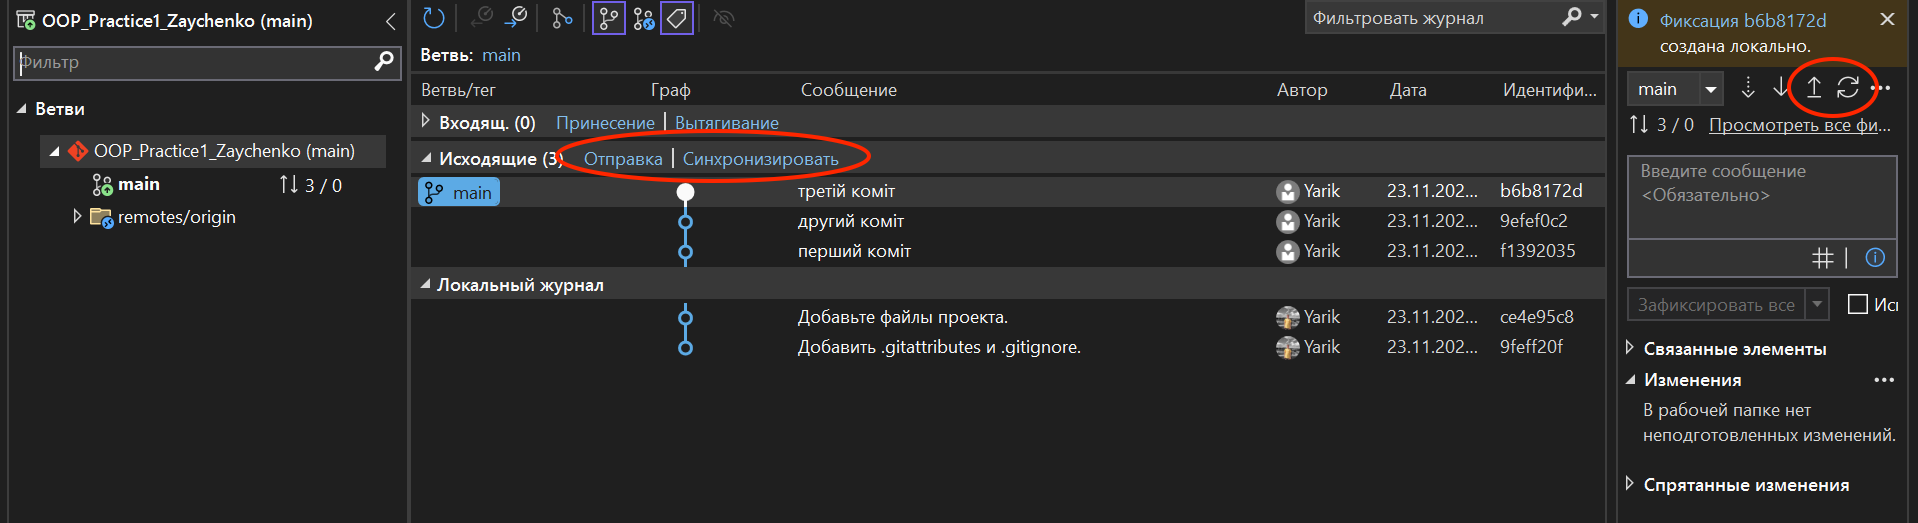 OOP_Practice1_Zaychenko (main)
Фильтр
Ветви
OOP_Practice1_Zaychenko (main)
main 3 / 0
remotes/origin
Фильтровать журнал
Ветвь: main
Ветвь/тег Граф Сообщение Автор Дата Идентифи...
Входящ. (0) Принесение | Вытягивание
Исходящие (3) Отправка | Синхронизировать
main третій коміт Yarik 23.11.202... b6b8172d
другий коміт Yarik 23.11.202... 9efef0c2
перший коміт Yarik 23.11.202... f1392035
Локальный журнал
Добавьте файлы проекта. Yarik 23.11.202... ce4e95c8
Добавить .gitattributes и .gitignore. Yarik 23.11.202... 9feff20f
Фиксация b6b8172d
создана локально.
main
3 / 0 Просмотреть все фи...
Введите сообщение
<Обязательно>
Зафиксировать все Исп
Связанные элементы
Изменения
В рабочей папке нет
неподготовленных изменений.
Спрятанные изменения